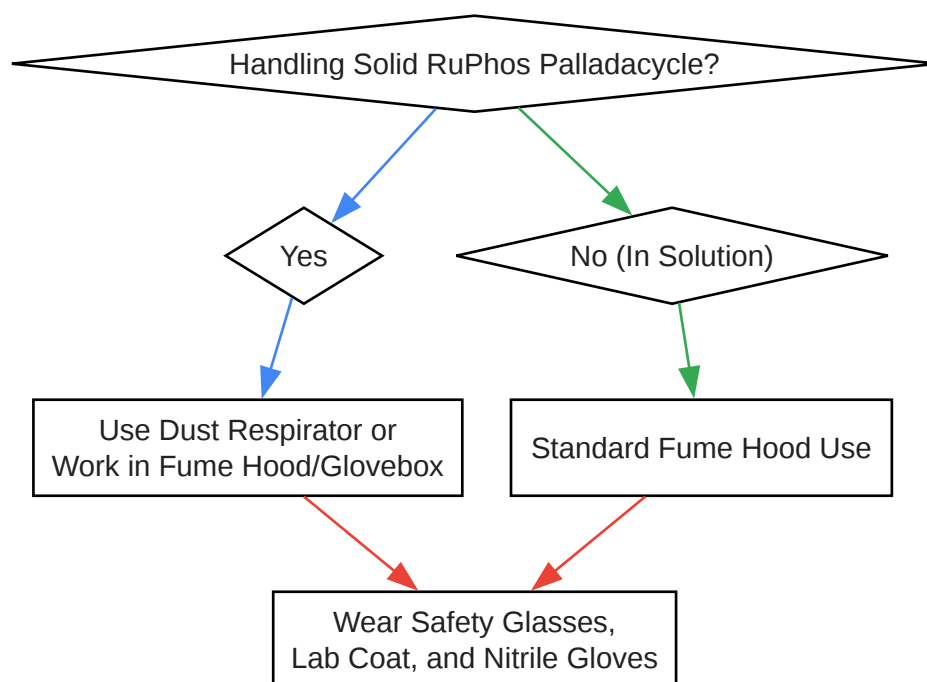 Handling Solid RuPhos Palladacycle?
Yes
No (In Solution)
Use Dust Respirator or
Work in Fume Hood/Glovebox
Standard Fume Hood Use
Wear Safety Glasses,
Lab Coat, and Nitrile Gloves